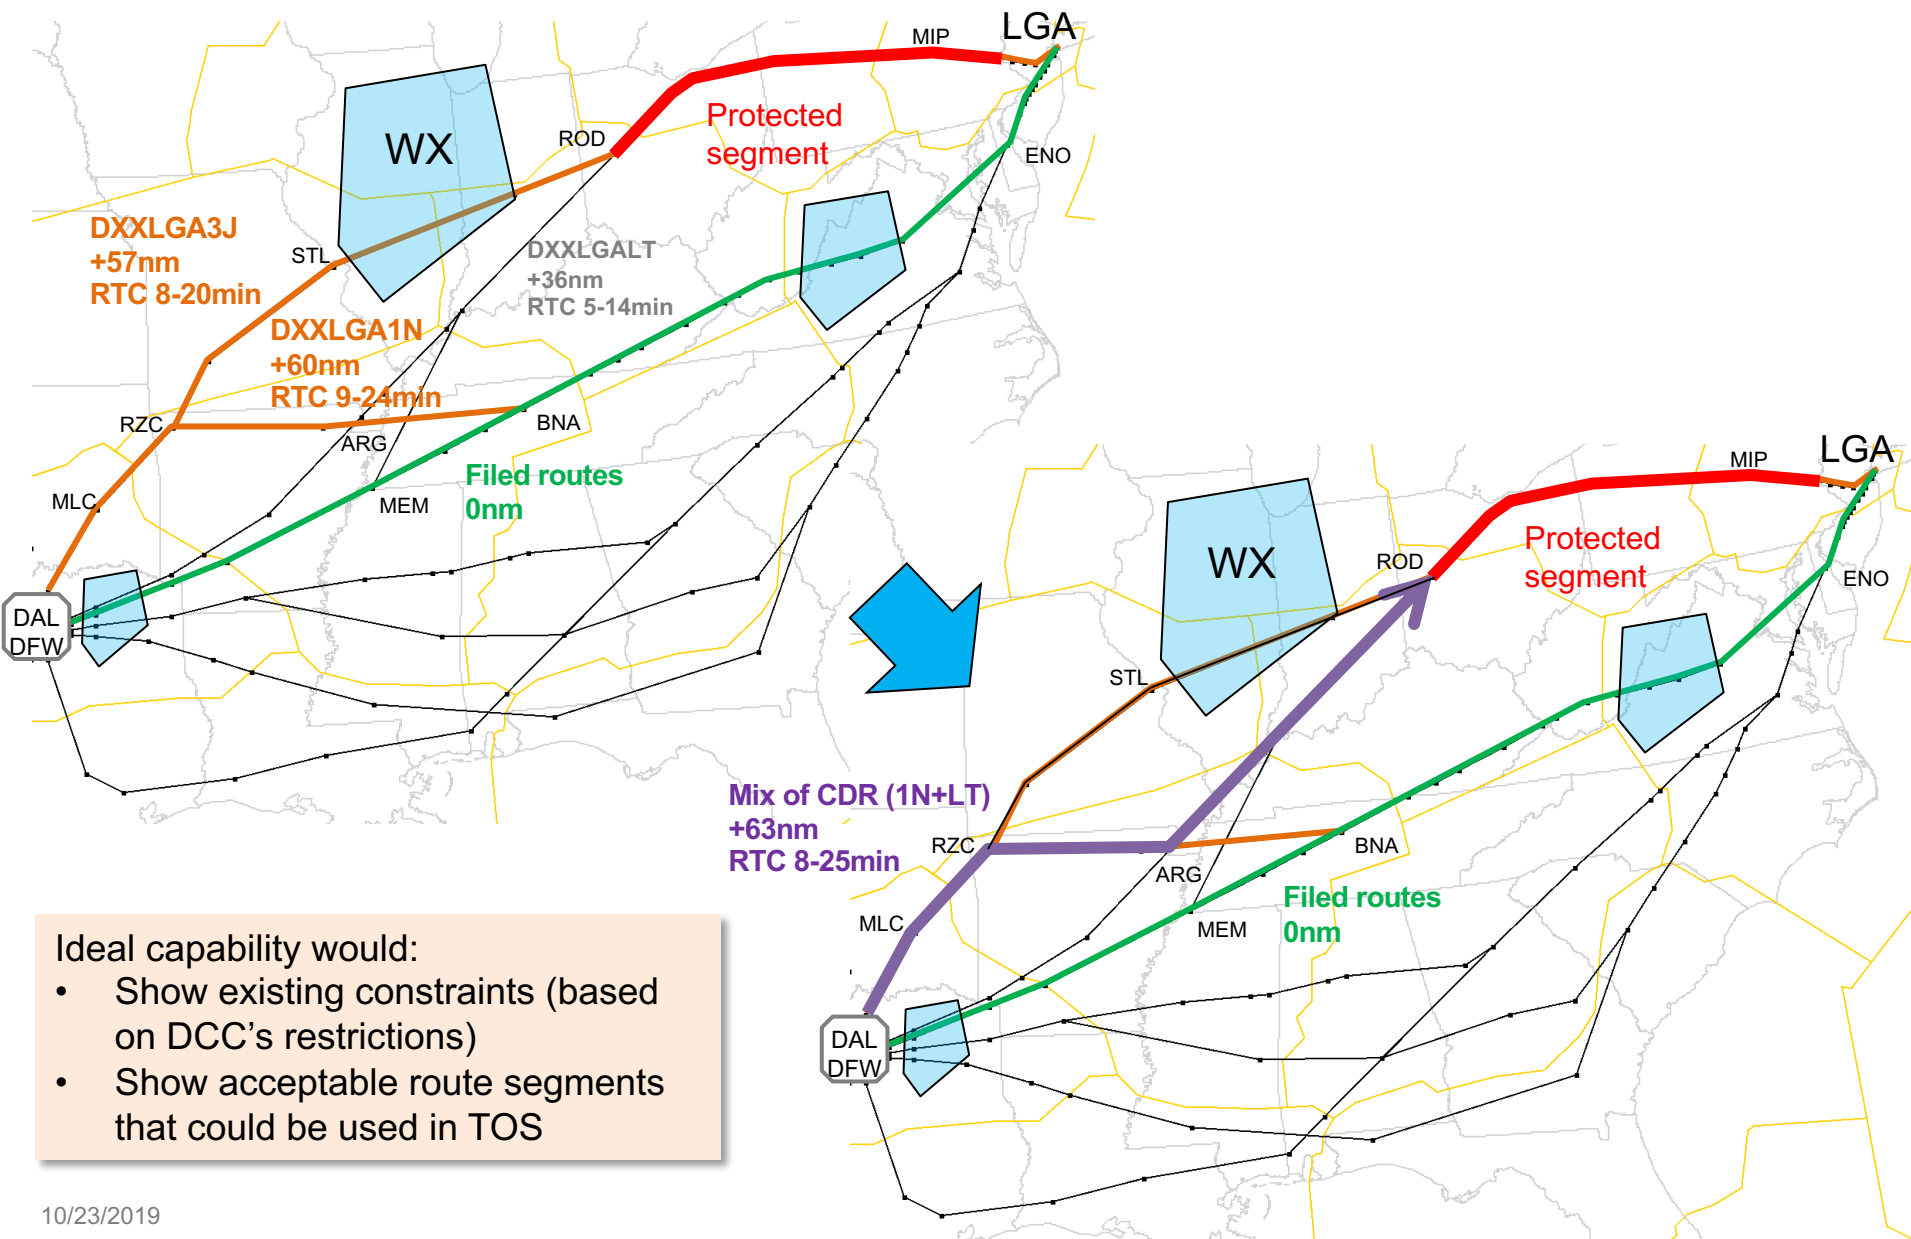 LGA
MIP
Protected
segment
WX
ROD
ENO
DXXLGA3J
+57nm
RTC 8-20min
STL
DXXLGALT
+36nm
RTC 5-14min
DXXLGA1N
+60nm
RTC 9-24min
RZC
ARG
BNA
Filed routes
0nm
MLC
MEM
DAL
DFW
LGA
MIP
Protected
segment
WX
ROD
ENO
STL
Mix of CDR (1N+LT)
+63nm
RTC 8-25min
RZC
ARG
BNA
Filed routes
0nm
MLC
MEM
DAL
DFW
Ideal capability would:
• Show existing constraints (based
on DCC's restrictions)
• Show acceptable route segments
that could be used in TOS
10/23/2019